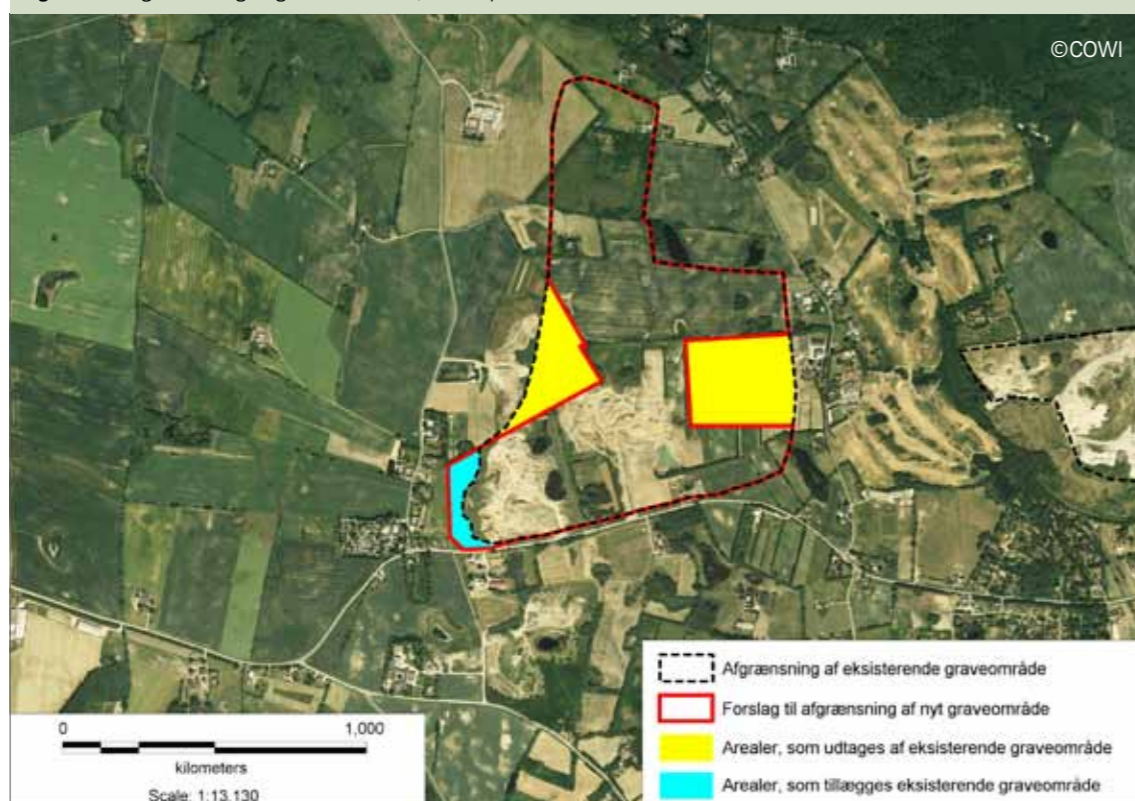 ©COWI
Afgrænsning af eksisterende graveområde
Forslag til afgrænsning af nyt graveområde
Arealer, som udtages af eksisterende graveområde
Arealer, som tillægges eksisterende graveområde
0 1,000
kilometers
Scale: 1:13.130